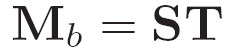 𝐌_b = 𝐒𝐓